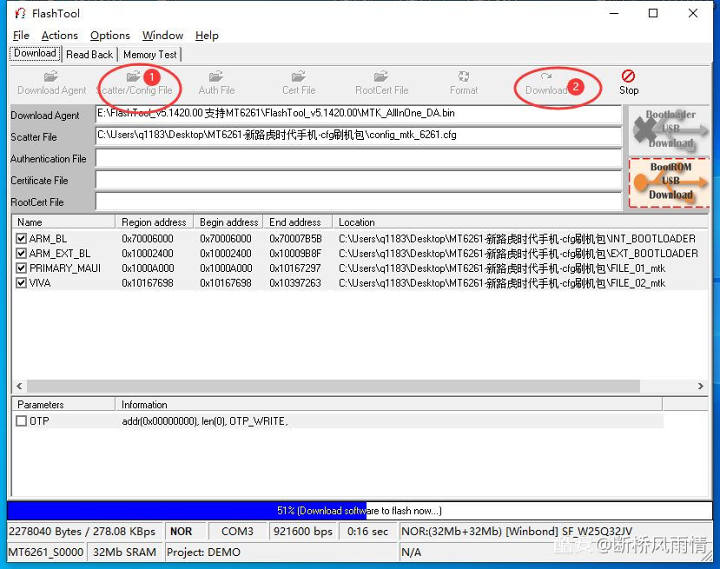 FlashTool
File Actions Options Window Help
Download Read Back Memory Test
Download Agent Scatter/Config File 1 Auth File Cert File RootCert File Format Download 2 Stop
Download Agent E:\FlashTool_v5.1420.00 支持MT6261\FlashTool_v5.1420.00\MTK_AllInOne_DA.bin
Scatter File C:\Users\q1183\Desktop\MT6261-新路虎时代手机-cfg刷机包\config_mtk_6261.cfg
Authentication File
Certificate File
RootCert File
Bootloader
USB
Download
BootROM
USB
Download
Name Region address Begin address End address Location
ARM_BL 0x70006000 0x70006000 0x70007B5B C:\Users\q1183\Desktop\MT6261-新路虎时代手机-cfg刷机包\INT_BOOTLOADER
ARM_EXT_BL 0x10002400 0x10002400 0x10009B8F C:\Users\q1183\Desktop\MT6261-新路虎时代手机-cfg刷机包\EXT_BOOTLOADER
PRIMARY_MAUI 0x1000A000 0x1000A000 0x10167297 C:\Users\q1183\Desktop\MT6261-新路虎时代手机-cfg刷机包\FILE_01_mtk
VIVA 0x10167698 0x10167698 0x10397263 C:\Users\q1183\Desktop\MT6261-新路虎时代手机-cfg刷机包\FILE_02_mtk
Parameters Information
OTP addr(0x00000000), len(0), OTP_WRITE,
51% (Download software to flash now...)
2278040 Bytes / 278.08 KBps NOR COM3 921600 bps 0:16 sec NOR:(32Mb+32Mb) [Winbond] SF_W25Q32JV
MT6261_S0000 32Mb SRAM Project: DEMO N/A
@断桥风雨情